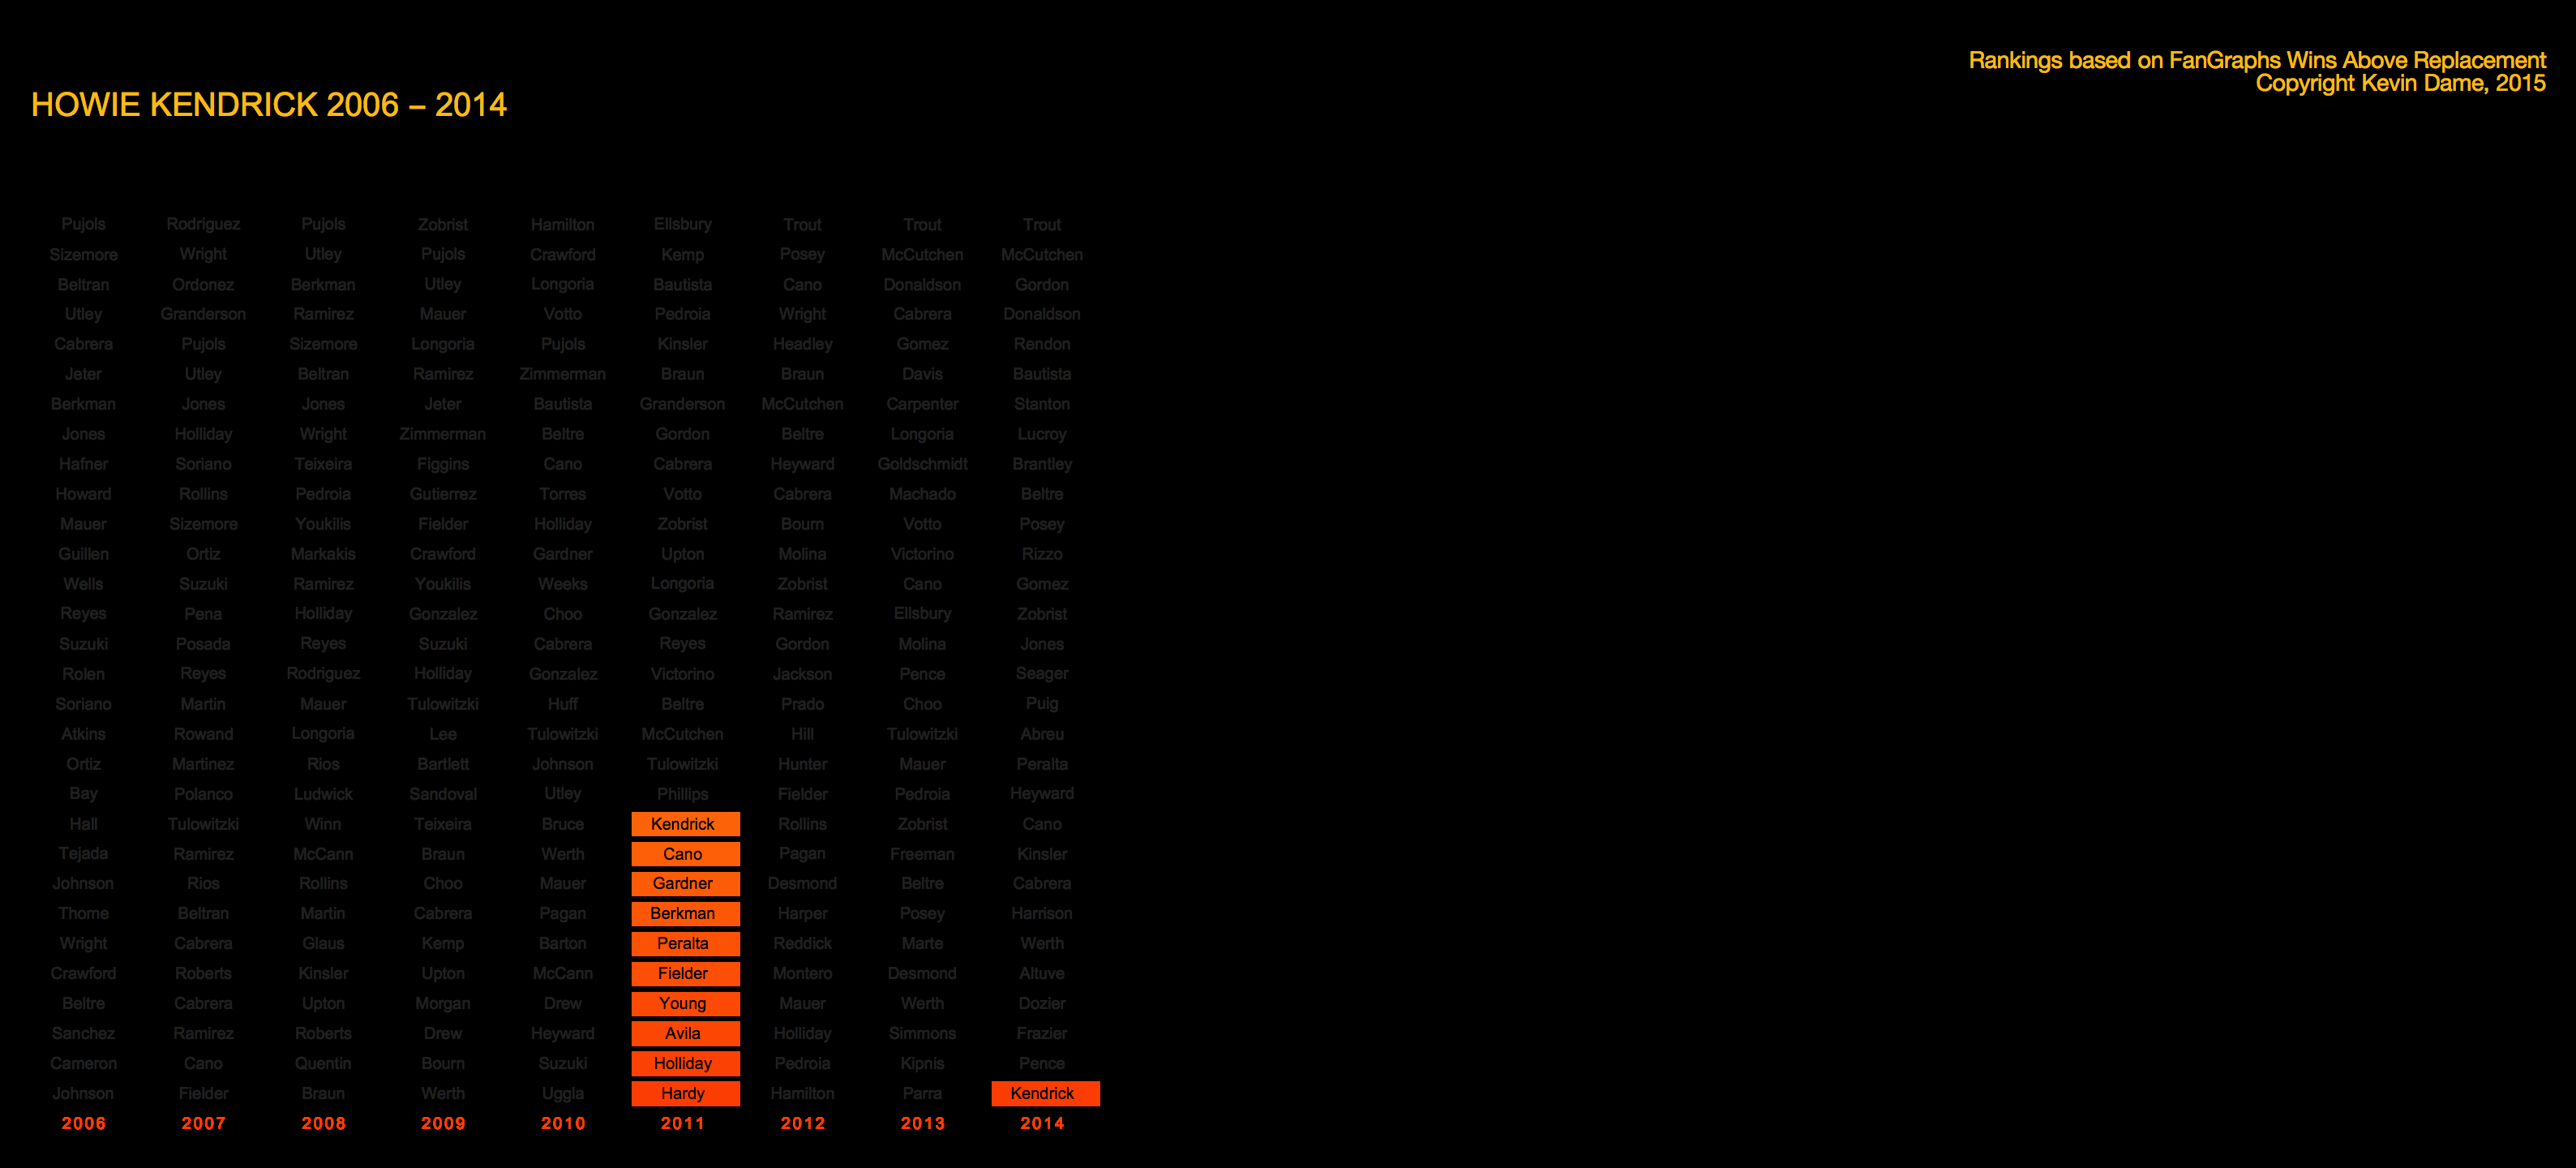 Rankings based on FanGraphs Wins Above Replacement
Copyright Kevin Dame, 2015
HOWIE KENDRICK 2006 – 2014
Pujols Rodriguez Pujols Zobrist Hamilton Ellsbury Trout Trout Trout
Sizemore Wright Utley Pujols Crawford Kemp Posey McCutchen McCutchen
Beltran Ordonez Berkman Utley Longoria Bautista Cano Donaldson Gordon
Utley Granderson Ramirez Mauer Votto Pedroia Wright Cabrera Donaldson
Cabrera Pujols Sizemore Longoria Pujols Kinsler Headley Gomez Rendon
Jeter Utley Beltran Ramirez Zimmerman Braun Braun Davis Bautista
Berkman Jones Jones Jeter Bautista Granderson McCutchen Carpenter Stanton
Jones Holliday Wright Zimmerman Beltre Gordon Beltre Longoria Lucroy
Hafner Soriano Teixeira Figgins Cano Cabrera Heyward Goldschmidt Brantley
Howard Rollins Pedroia Gutierrez Torres Votto Cabrera Machado Beltre
Mauer Sizemore Youkilis Fielder Holliday Zobrist Bourn Votto Posey
Guillen Ortiz Markakis Crawford Gardner Upton Molina Victorino Rizzo
Wells Suzuki Ramirez Youkilis Weeks Longoria Zobrist Cano Gomez
Reyes Pena Holliday Gonzalez Choo Gonzalez Ramirez Ellsbury Zobrist
Suzuki Posada Reyes Suzuki Cabrera Reyes Gordon Molina Jones
Rolen Reyes Rodriguez Holliday Gonzalez Victorino Jackson Pence Seager
Soriano Martin Mauer Tulowitzki Huff Beltre Prado Choo Puig
Atkins Rowand Longoria Lee Tulowitzki McCutchen Hill Tulowitzki Abreu
Ortiz Martinez Rios Bartlett Johnson Tulowitzki Hunter Mauer Peralta
Bay Polanco Ludwick Sandoval Utley Phillips Fielder Pedroia Heyward
Hall Tulowitzki Winn Teixeira Bruce Kendrick Rollins Zobrist Cano
Tejada Ramirez McCann Braun Werth Cano Pagan Freeman Kinsler
Johnson Rios Rollins Choo Mauer Gardner Desmond Beltre Cabrera
Thome Beltran Martin Cabrera Pagan Berkman Harper Posey Harrison
Wright Cabrera Glaus Kemp Barton Peralta Reddick Marte Werth
Crawford Roberts Kinsler Upton McCann Fielder Montero Desmond Altuve
Beltre Cabrera Upton Morgan Drew Young Mauer Werth Dozier
Sanchez Ramirez Roberts Drew Heyward Avila Holliday Simmons Frazier
Cameron Cano Quentin Bourn Suzuki Holliday Pedroia Kipnis Pence
Johnson Fielder Braun Werth Uggla Hardy Hamilton Parra Kendrick
2006 2007 2008 2009 2010 2011 2012 2013 2014